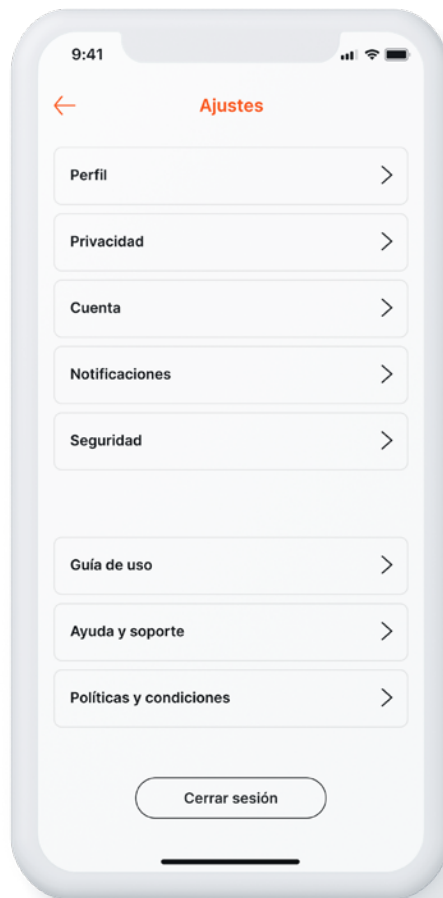 9:41
Ajustes
Perfil
Privacidad
Cuenta
Notificaciones
Seguridad
Guía de uso
Ayuda y soporte
Políticas y condiciones
Cerrar sesión